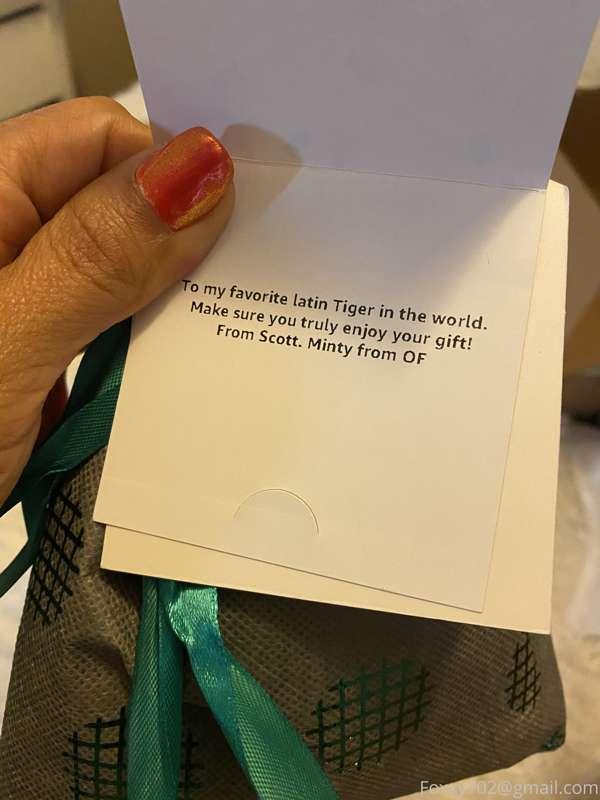 To my favorite latin Tiger in the world.
Make sure you truly enjoy your gift!
From Scott. Minty from OF